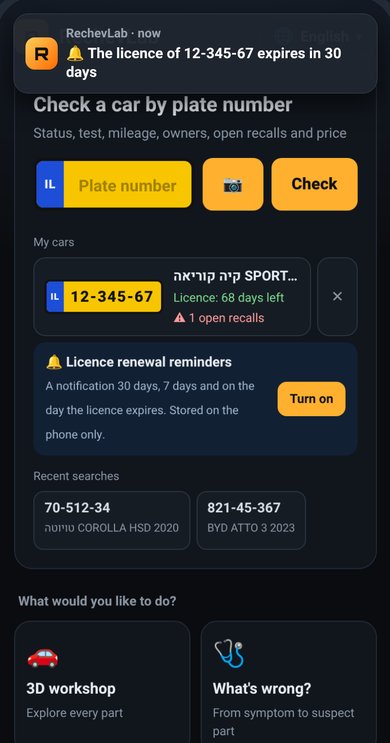 RechevLab · now
🔔 The licence of 12-345-67 expires in 30
days
English
Check a car by plate number
Status, test, mileage, owners, open recalls and price
IL Plate number
Check
My cars
IL 12-345-67
קיה קוריאה SPORT…
Licence: 68 days left
⚠ 1 open recalls
×
🔔 Licence renewal reminders
A notification 30 days, 7 days and on the
day the licence expires. Stored on the
phone only.
Turn on
Recent searches
70-512-34
טויוטה COROLLA HSD 2020
821-45-367
BYD ATTO 3 2023
What would you like to do?
3D workshop
Explore every part
What's wrong?
From symptom to suspect
part